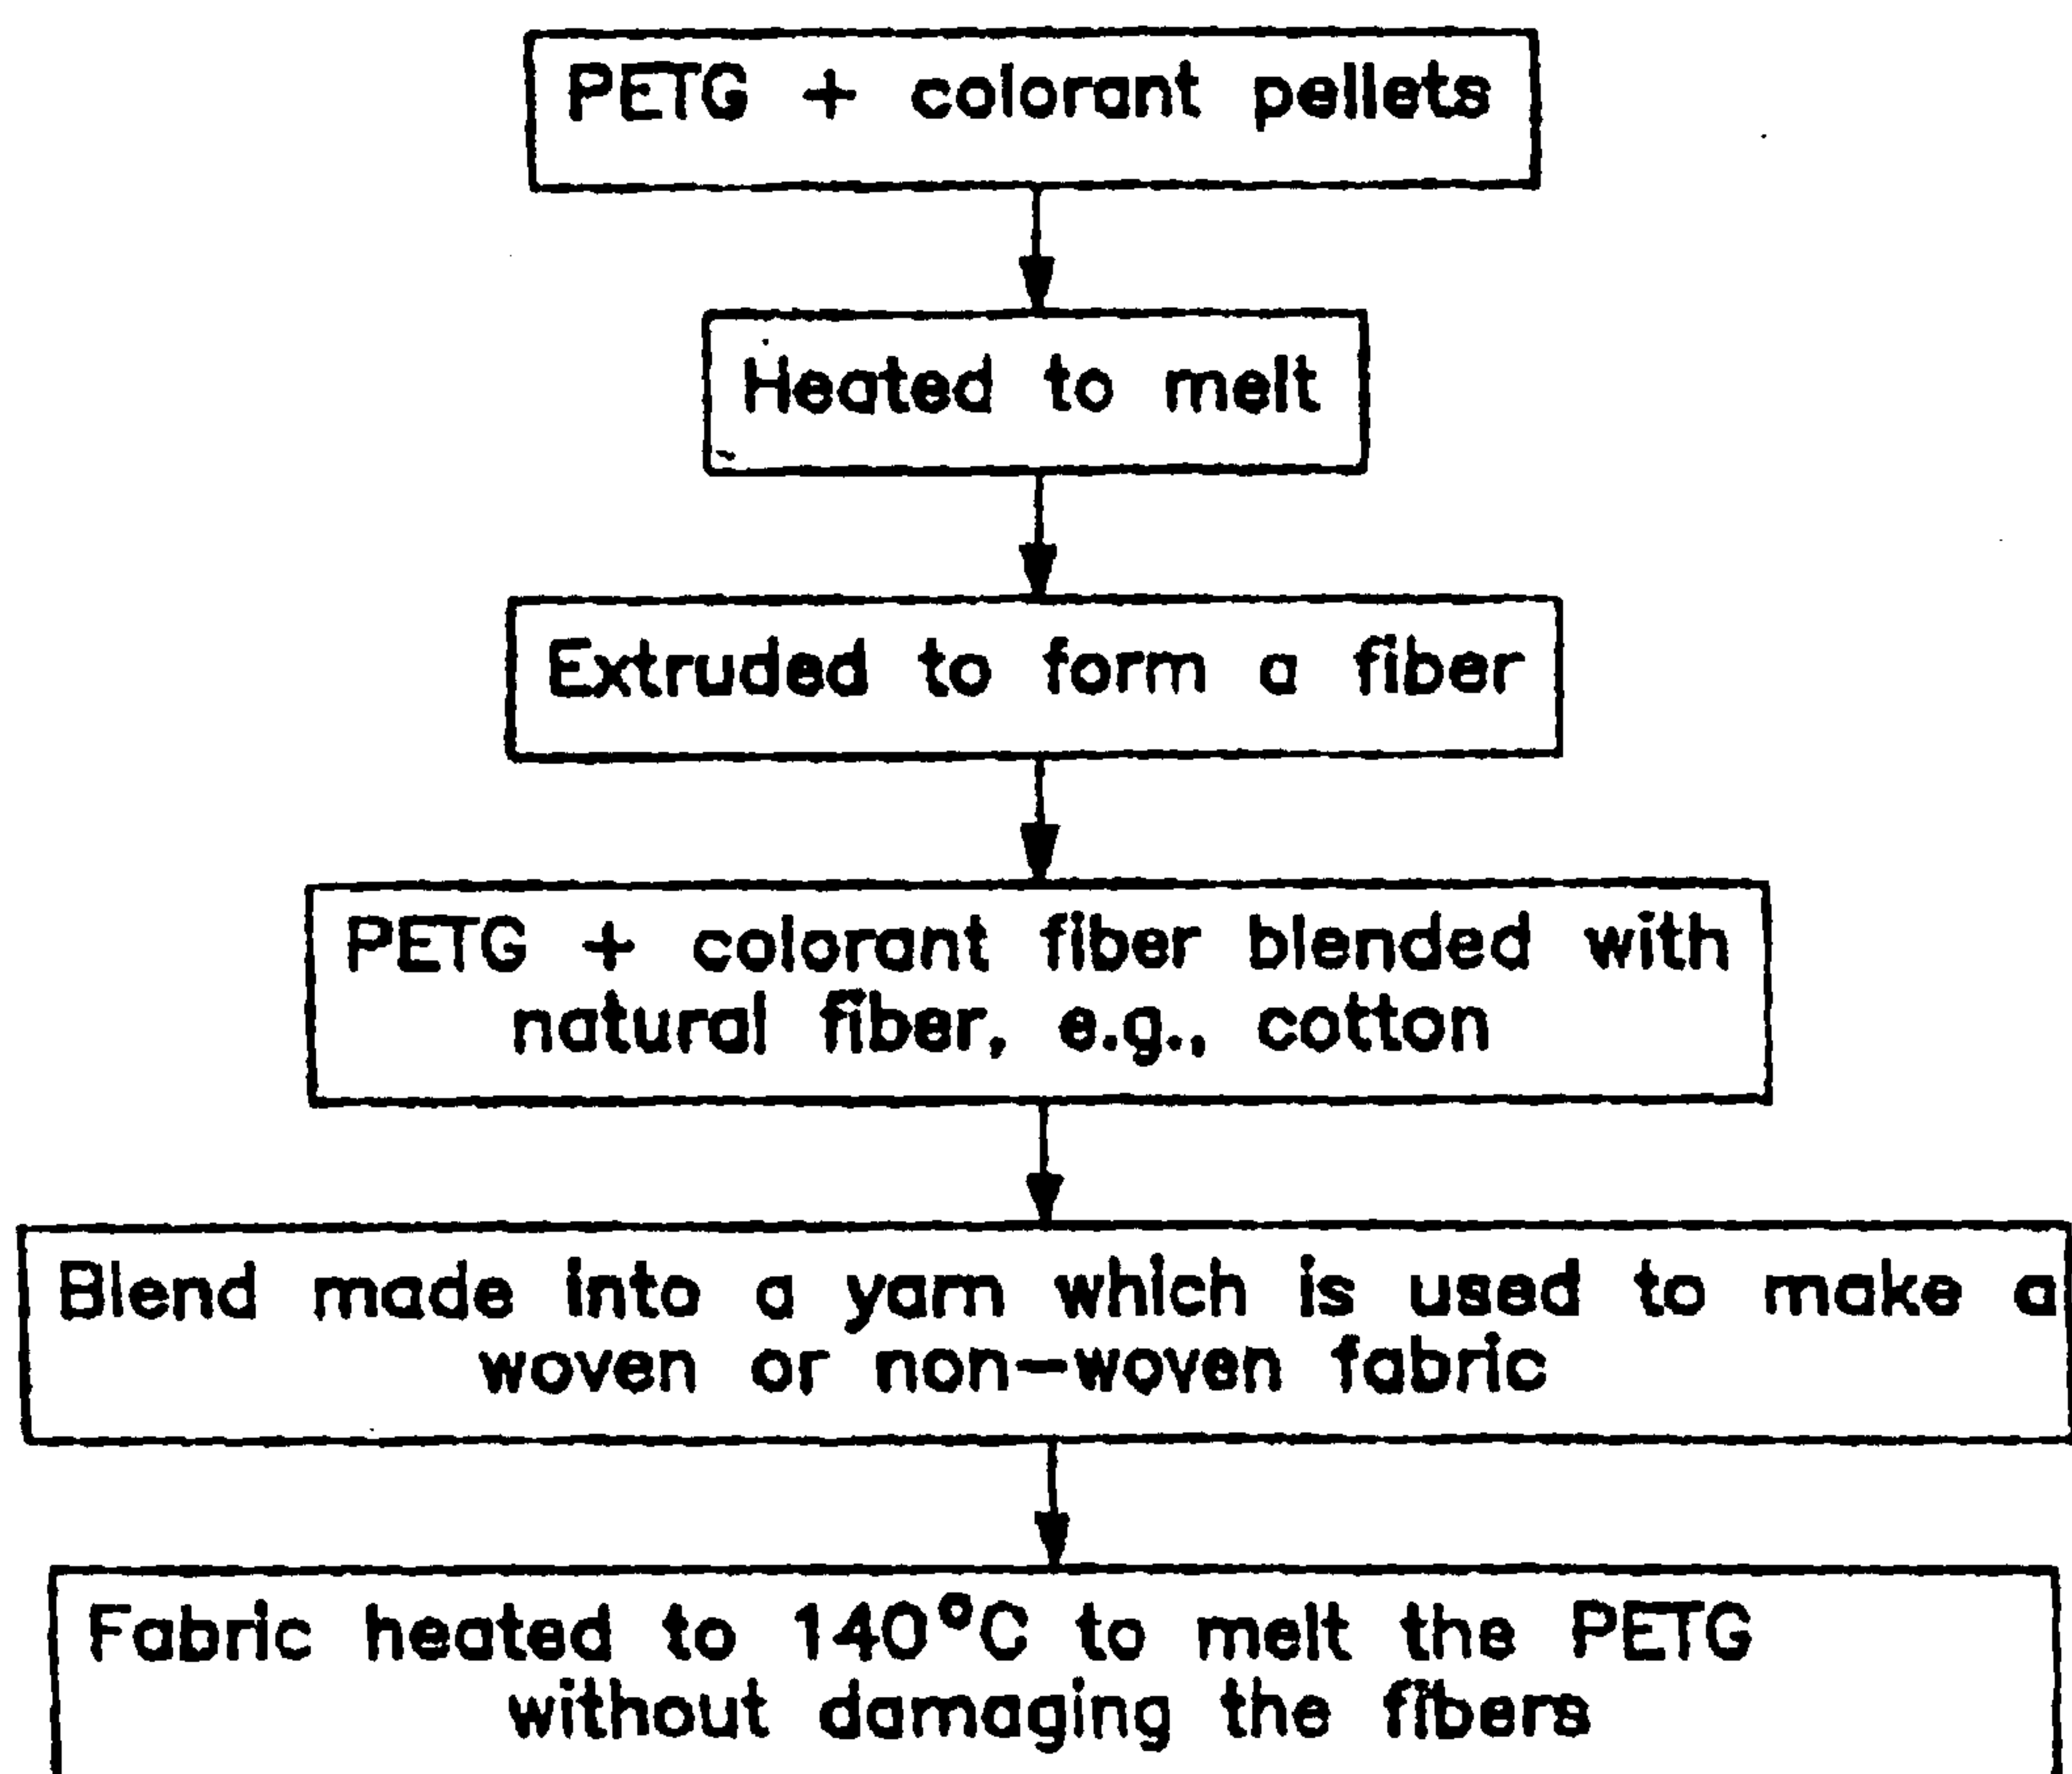 PETG + colorant pellets
Heated to melt
Extruded to form a fiber
PETG + colorant fiber blended with
natural fiber, e.g., cotton
Blend made into a yarn which is used to make a
woven or non-woven fabric
Fabric heated to 140°C to melt the PETG
without damaging the fibers